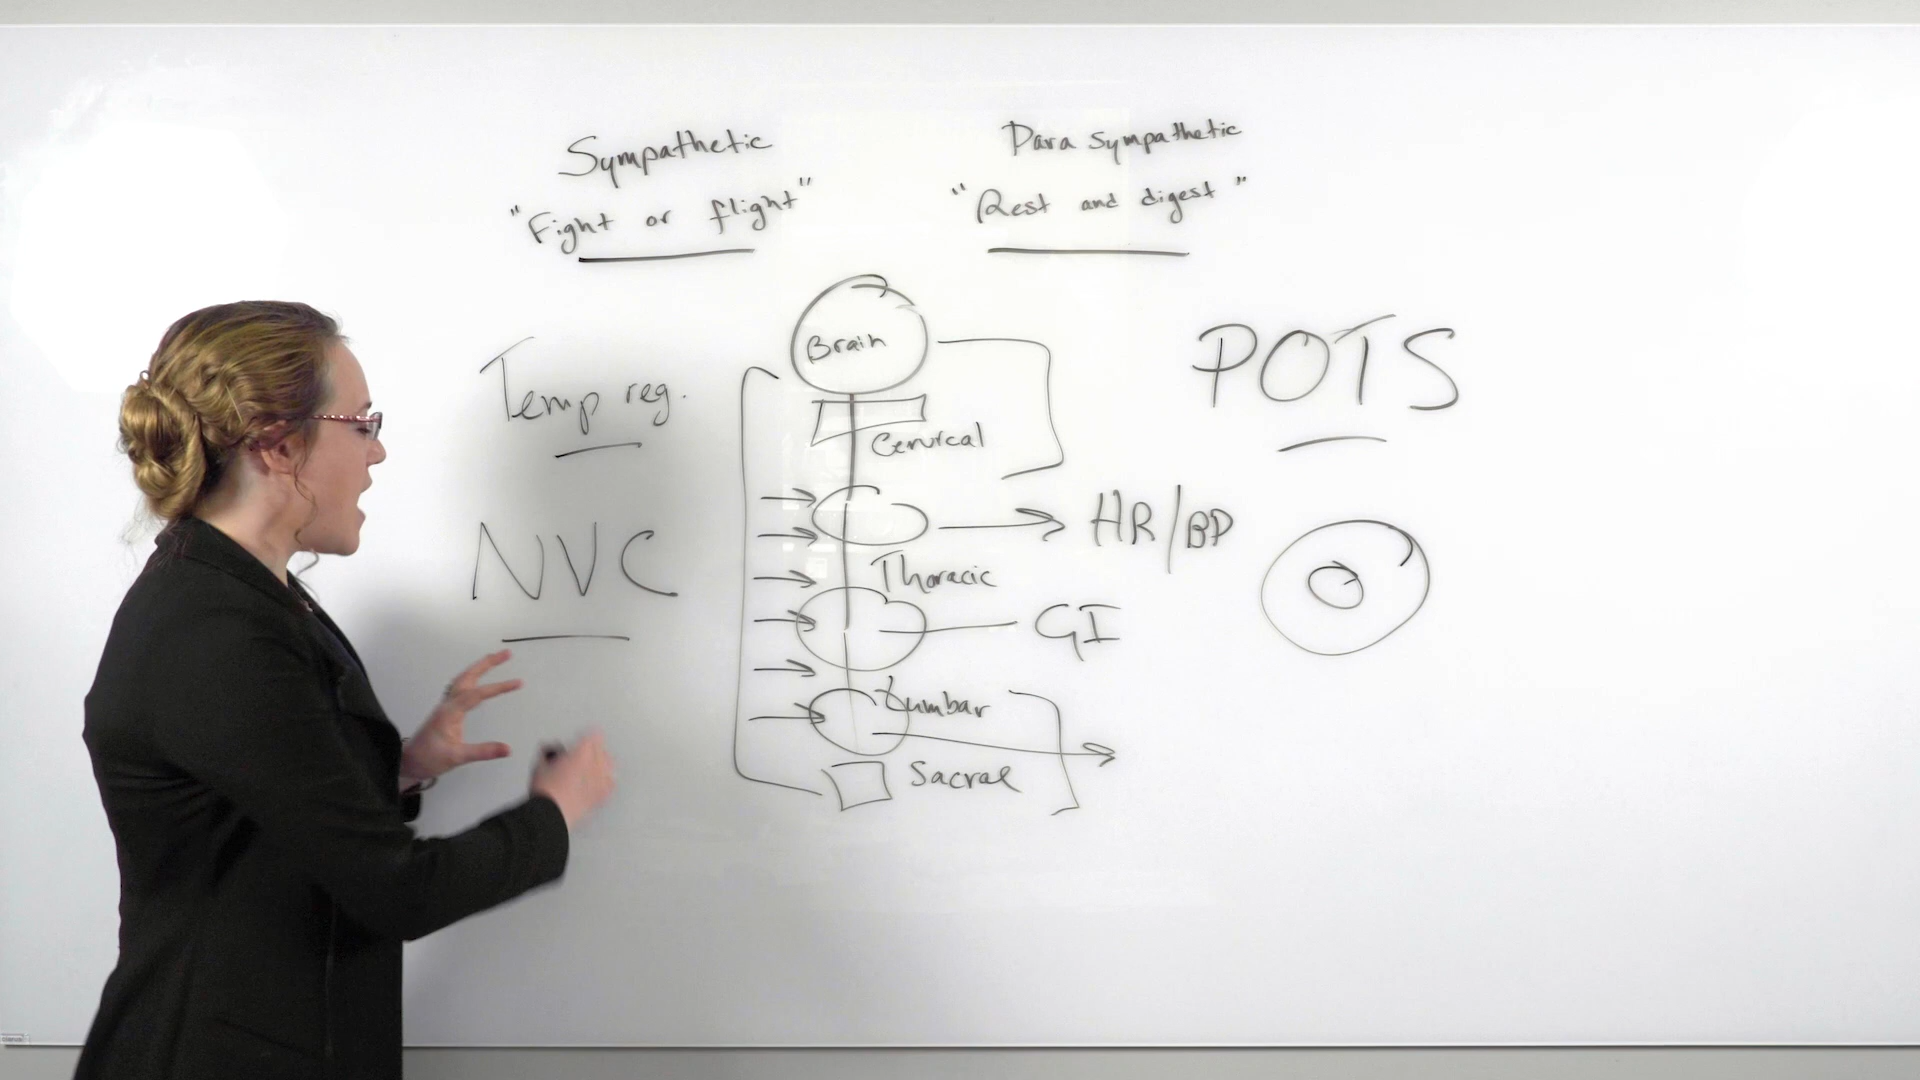 Sympathetic
"Fight or flight"
Para sympathetic
"Rest and digest"
Temp reg.
NVC
Brain
Cervical
Thoracic
Lumbar
Sacral
HR/BP
GI
POTS